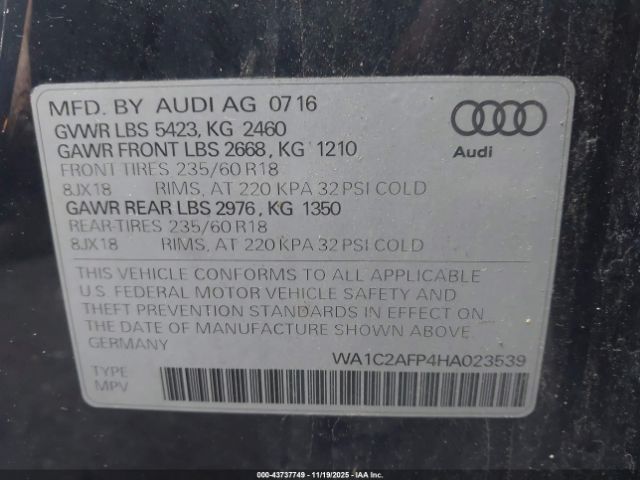 MFD. BY AUDI AG 0716
GVWR LBS 5423, KG 2460
GAWR FRONT LBS 2668, KG 1210
FRONT-TIRES 235/60 R18
8JX18 RIMS, AT 220 KPA 32 PSI COLD
GAWR REAR LBS 2976, KG 1350
REAR-TIRES 235/60 R18
8JX18 RIMS, AT 220 KPA 32 PSI COLD
Audi
THIS VEHICLE CONFORMS TO ALL APPLICABLE
U.S. FEDERAL MOTOR VEHICLE SAFETY AND
THEFT PREVENTION STANDARDS IN EFFECT ON
THE DATE OF MANUFACTURE SHOWN ABOVE.
GERMANY
WA1C2AFP4HA023539
TYPE
MPV
000-43737749 - 11/19/2025 - IAAI.CA